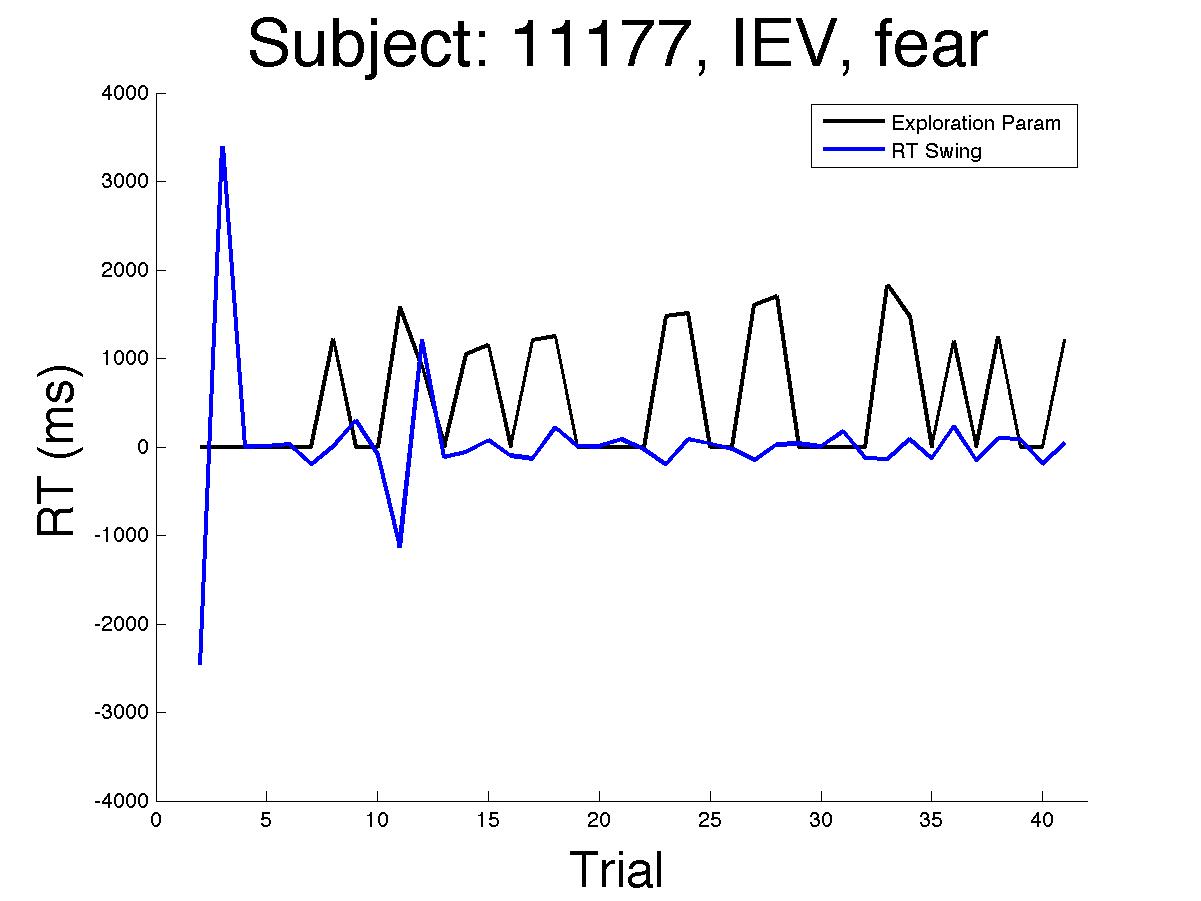 Subject: 11177, IEV, fear
Exploration Param
RT Swing
RT (ms)
4000
3000
2000
1000
0
-1000
-2000
-3000
-4000
0 5 10 15 20 25 30 35 40
Trial